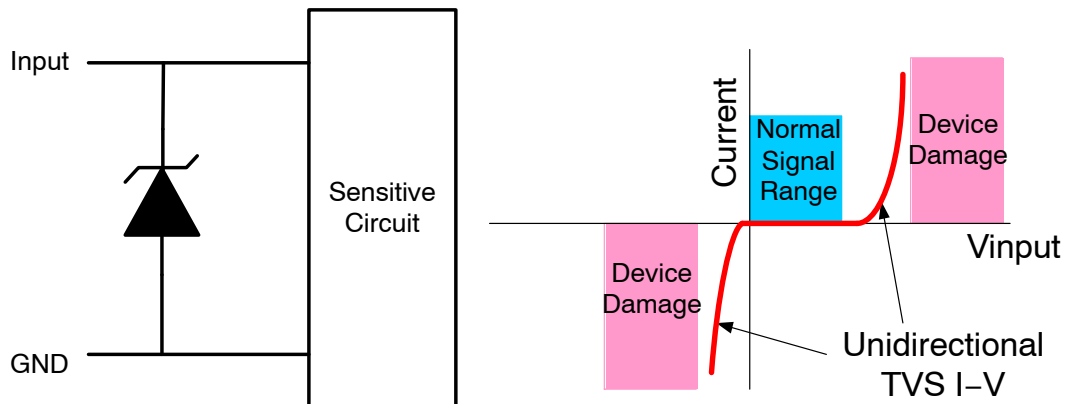 Input
GND
Sensitive
Circuit
Current
Normal
Signal
Range
Device
Damage
Vinput
Device
Damage
Unidirectional
TVS I−V